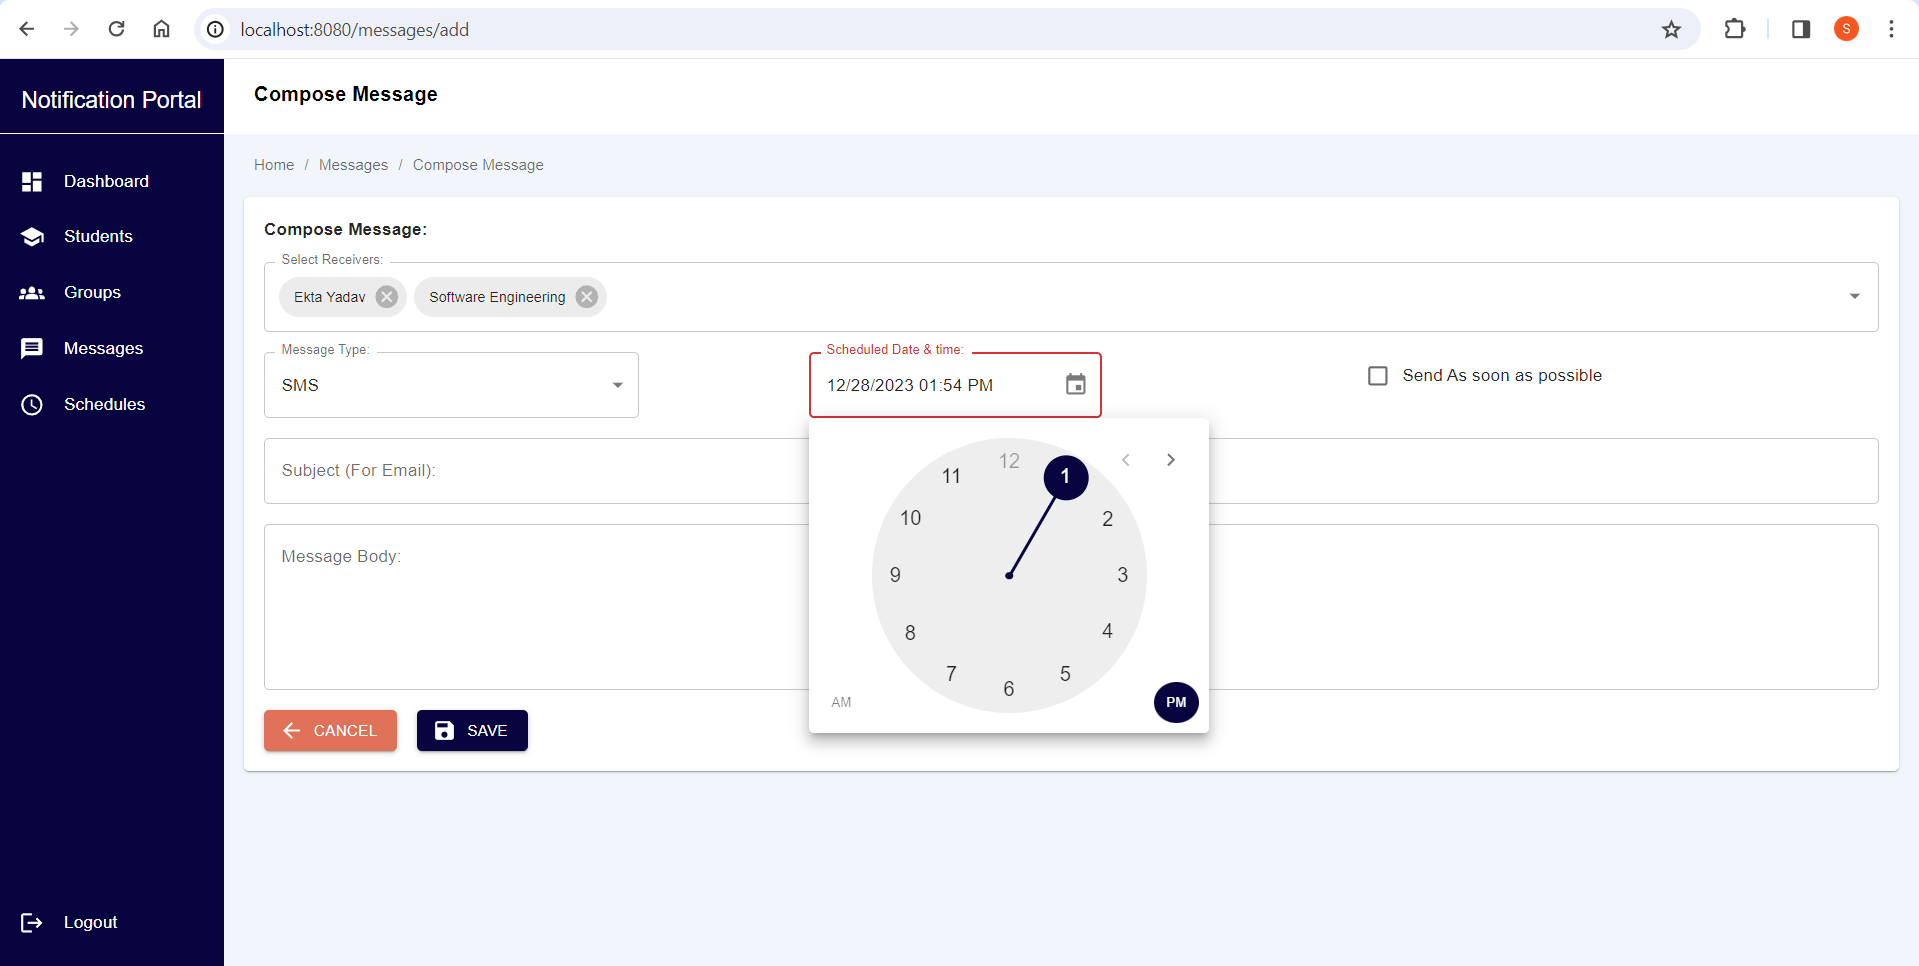 localhost:8080/messages/add
S
Notification Portal
Compose Message
Dashboard
Students
Groups
Messages
Schedules
Logout
Home / Messages / Compose Message
Compose Message:
Select Receivers:
Ekta Yadav Software Engineering
Message Type:
SMS
Scheduled Date & time:
12/28/2023 01:54 PM
Send As soon as possible
Subject (For Email):
Message Body:
12
1
2
3
4
5
6
7
8
9
10
11
AM
PM
CANCEL
SAVE